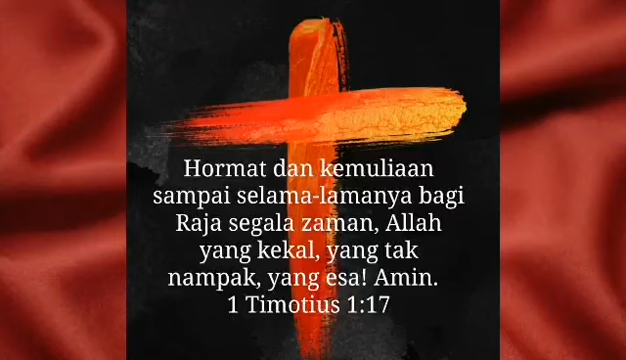 Hormat dan kemuliaan
sampai selama-lamanya bagi
Raja segala zaman, Allah
yang kekal, yang tak
nampak, yang esa! Amin.
1 Timotius 1:17